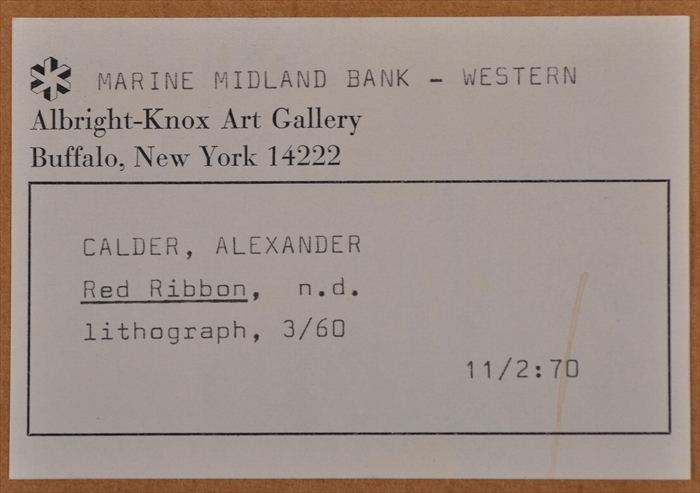 MARINE MIDLAND BANK - WESTERN
Albright-Knox Art Gallery
Buffalo, New York 14222
CALDER, ALEXANDER
Red Ribbon, n.d.
lithograph, 3/60
11/2:70